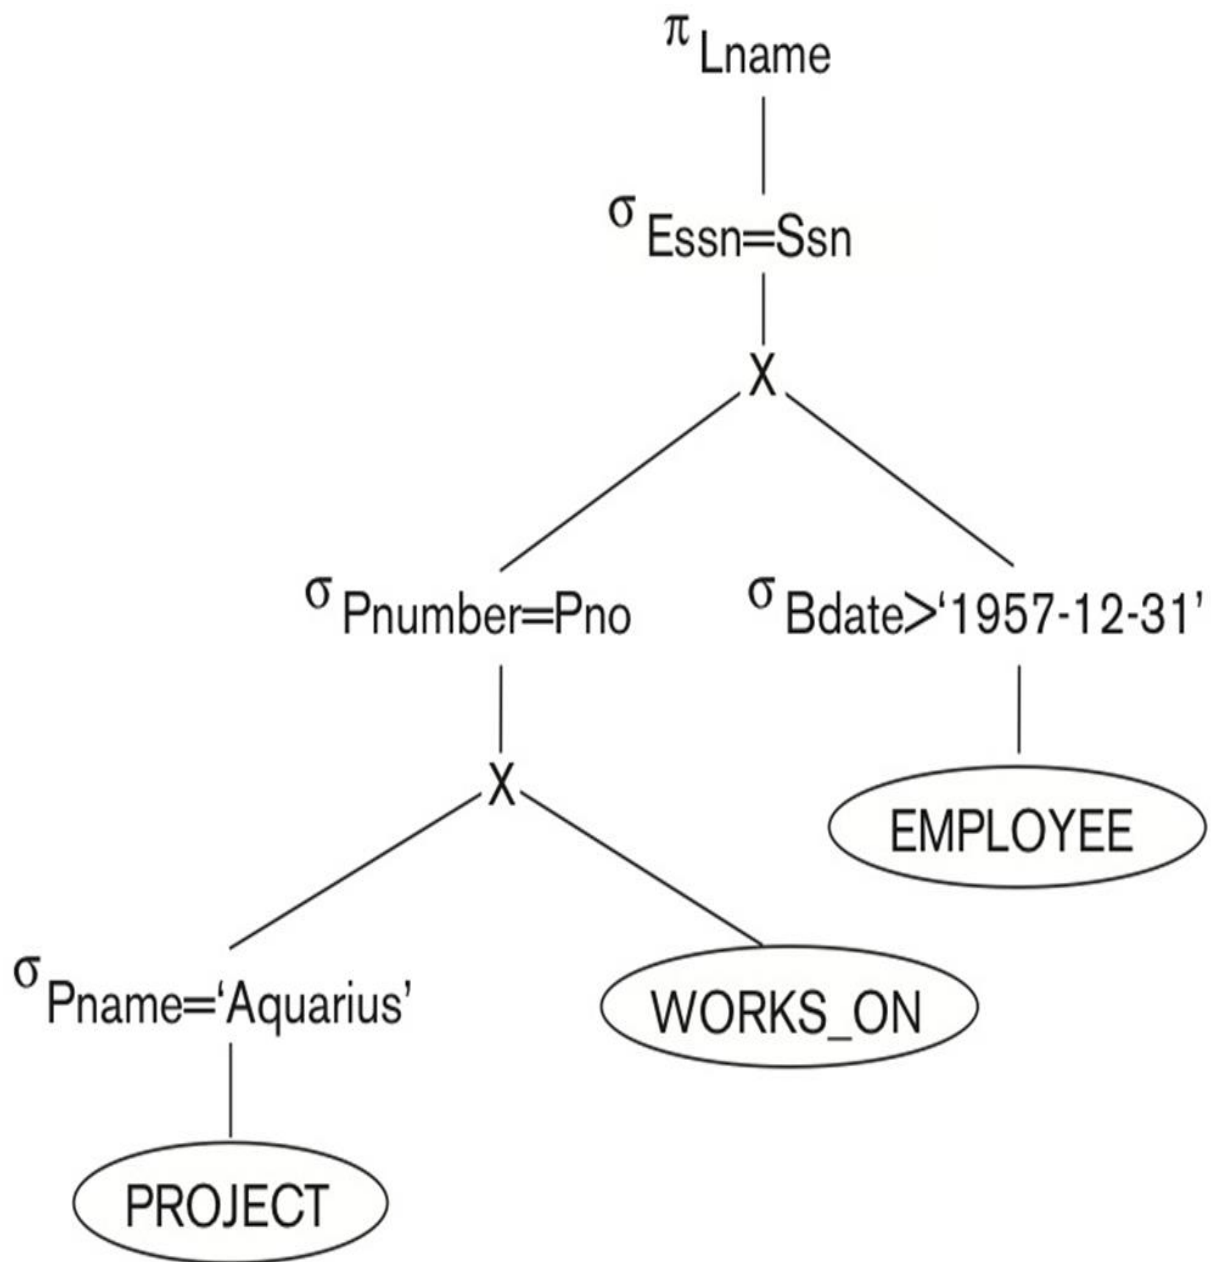 π Lname
σ Essn=Ssn
X
σ Pnumber=Pno
σ Bdate>‘1957-12-31’
X
EMPLOYEE
σ Pname=‘Aquarius’
WORKS_ON
PROJECT